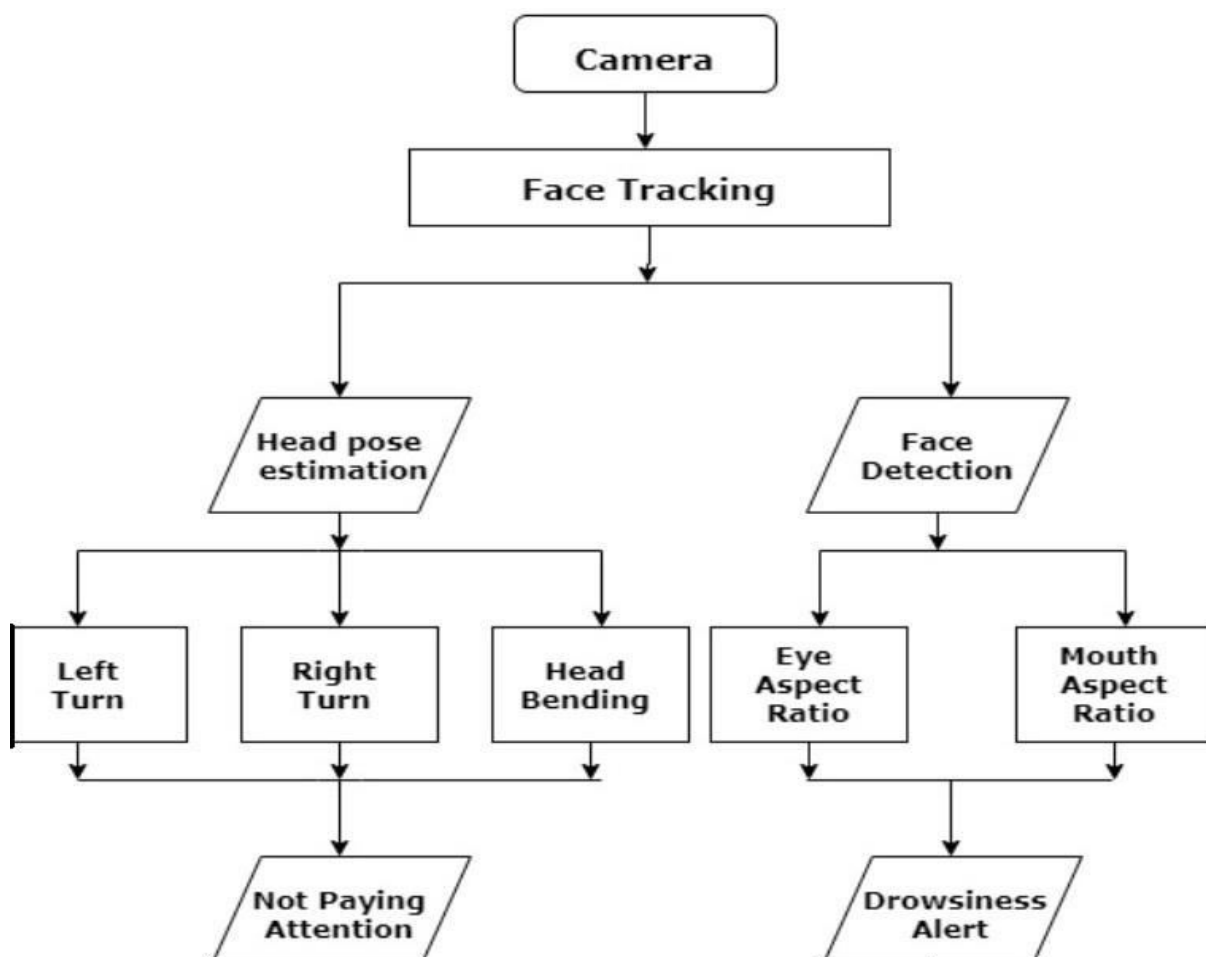 Camera
Face Tracking
Head pose
estimation
Face
Detection
Left
Turn
Right
Turn
Head
Bending
Eye
Aspect
Ratio
Mouth
Aspect
Ratio
Not Paying
Attention
Drowsiness
Alert